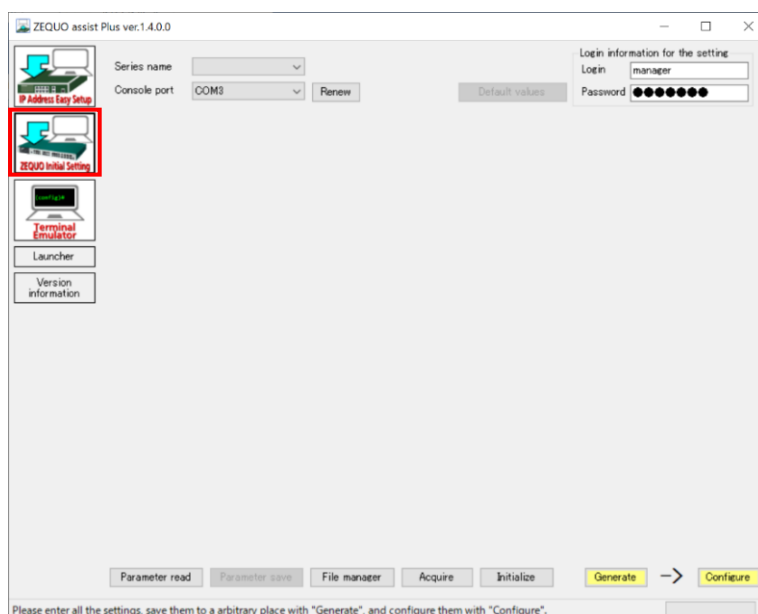 ZEQUO assist Plus ver.1.4.0.0
IP Address Easy Setup
ZEQUO Initial Setting
(config)#
Terminal
Emulator
Launcher
Version
information
Series name
Console port COM3 Renew
Default values
Login information for the setting
Login manager
Password ●●●●●●●
Parameter read Parameter save File manager Acquire Initialize Generate -> Configure
Please enter all the settings, save them to a arbitrary place with "Generate", and configure them with "Configure".